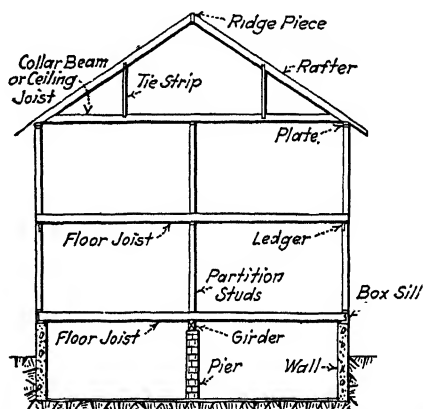 Ridge Piece
Collar Beam
or Ceiling
Joist
Tie Strip
Rafter
Plate
Floor Joist
Ledger
Partition
Studs
Box Sill
Floor Joist
Girder
Wall
Pier